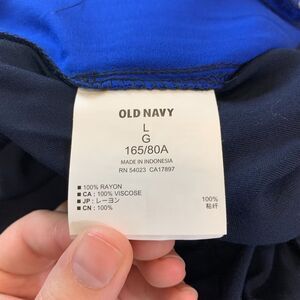 OLD NAVY
L
G
165/80A
MADE IN INDONESIA
RN 54023 CA17897
■ 100% RAYON
■ CA : 100% VISCOSE
■ JP : レーヨン 100%
■ CN : 100% 粘纤